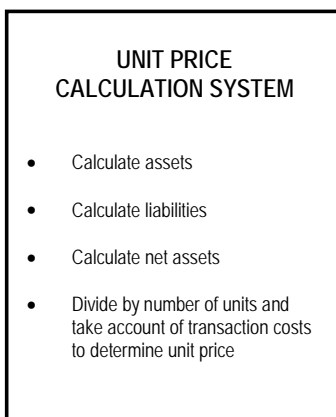 UNIT PRICE
CALCULATION SYSTEM
• Calculate assets
• Calculate liabilities
• Calculate net assets
• Divide by number of units and
take account of transaction costs
to determine unit price